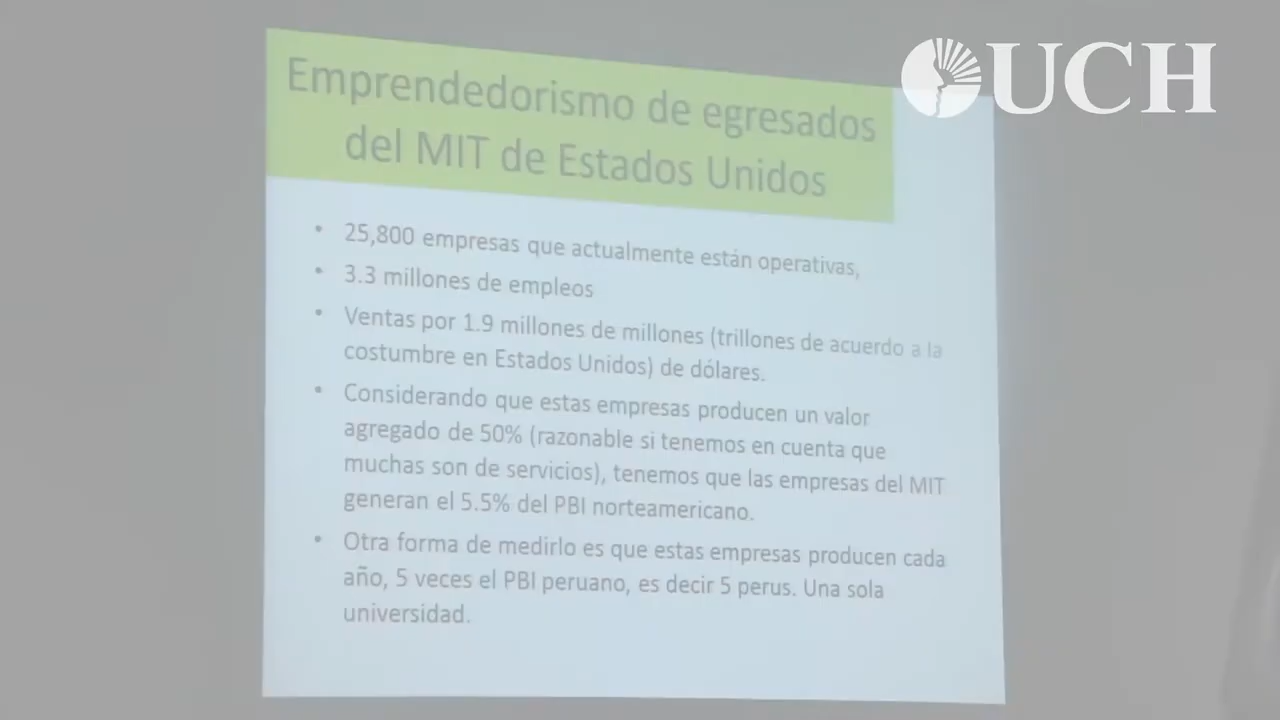 UCH
Emprendedorismo de egresados
del MIT de Estados Unidos
• 25,800 empresas que actualmente están operativas,
• 3.3 millones de empleos
• Ventas por 1.9 millones de millones (trillones de acuerdo a la
costumbre en Estados Unidos) de dólares.
• Considerando que estas empresas producen un valor
agregado de 50% (razonable si tenemos en cuenta que
muchas son de servicios), tenemos que las empresas del MIT
generan el 5.5% del PBI norteamericano.
• Otra forma de medirlo es que estas empresas producen cada
año, 5 veces el PBI peruano, es decir 5 perus. Una sola
universidad.